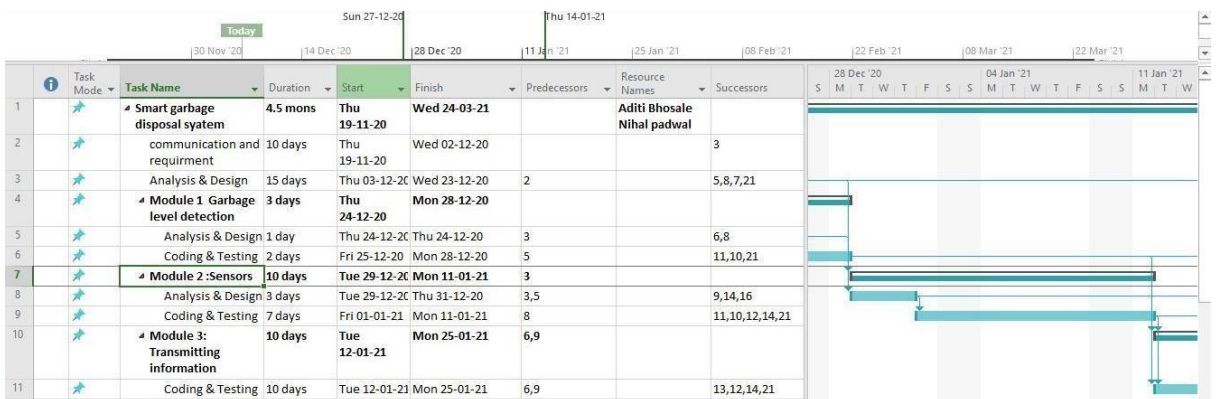 Sun 27-12-20 Thu 14-01-21
Today
30 Nov '20 14 Dec '20 28 Dec '20 11 Jan '21 25 Jan '21 08 Feb '21 22 Feb '21 08 Mar '21 22 Mar '21
Task Resource 28 Dec '20 04 Jan '21 11 Jan '21
Mode Task Name Duration Start Finish Predecessors Names Successors S M T W T F S S M T W T F S S M T W
1 Smart garbage 4.5 mons Thu Wed 24-03-21 Aditi Bhosale
disposal syatem 19-11-20 Nihal padwal
2 communication and 10 days Thu Wed 02-12-20 3
requirment 19-11-20
3 Analysis & Design 15 days Thu 03-12-20 Wed 23-12-20 2 5,8,7,21
4 Module 1 Garbage 3 days Thu Mon 28-12-20
level detection 24-12-20
5 Analysis & Design 1 day Thu 24-12-20 Thu 24-12-20 3 6,8
6 Coding & Testing 2 days Fri 25-12-20 Mon 28-12-20 5 11,10,21
7 Module 2 :Sensors 10 days Tue 29-12-20 Mon 11-01-21 3
8 Analysis & Design 3 days Tue 29-12-20 Thu 31-12-20 3,5 9,14,16
9 Coding & Testing 7 days Fri 01-01-21 Mon 11-01-21 8 11,10,12,14,21
10 Module 3: 10 days Tue Mon 25-01-21 6,9
Transmitting 12-01-21
information
11 Coding & Testing 10 days Tue 12-01-21 Mon 25-01-21 6,9 13,12,14,21